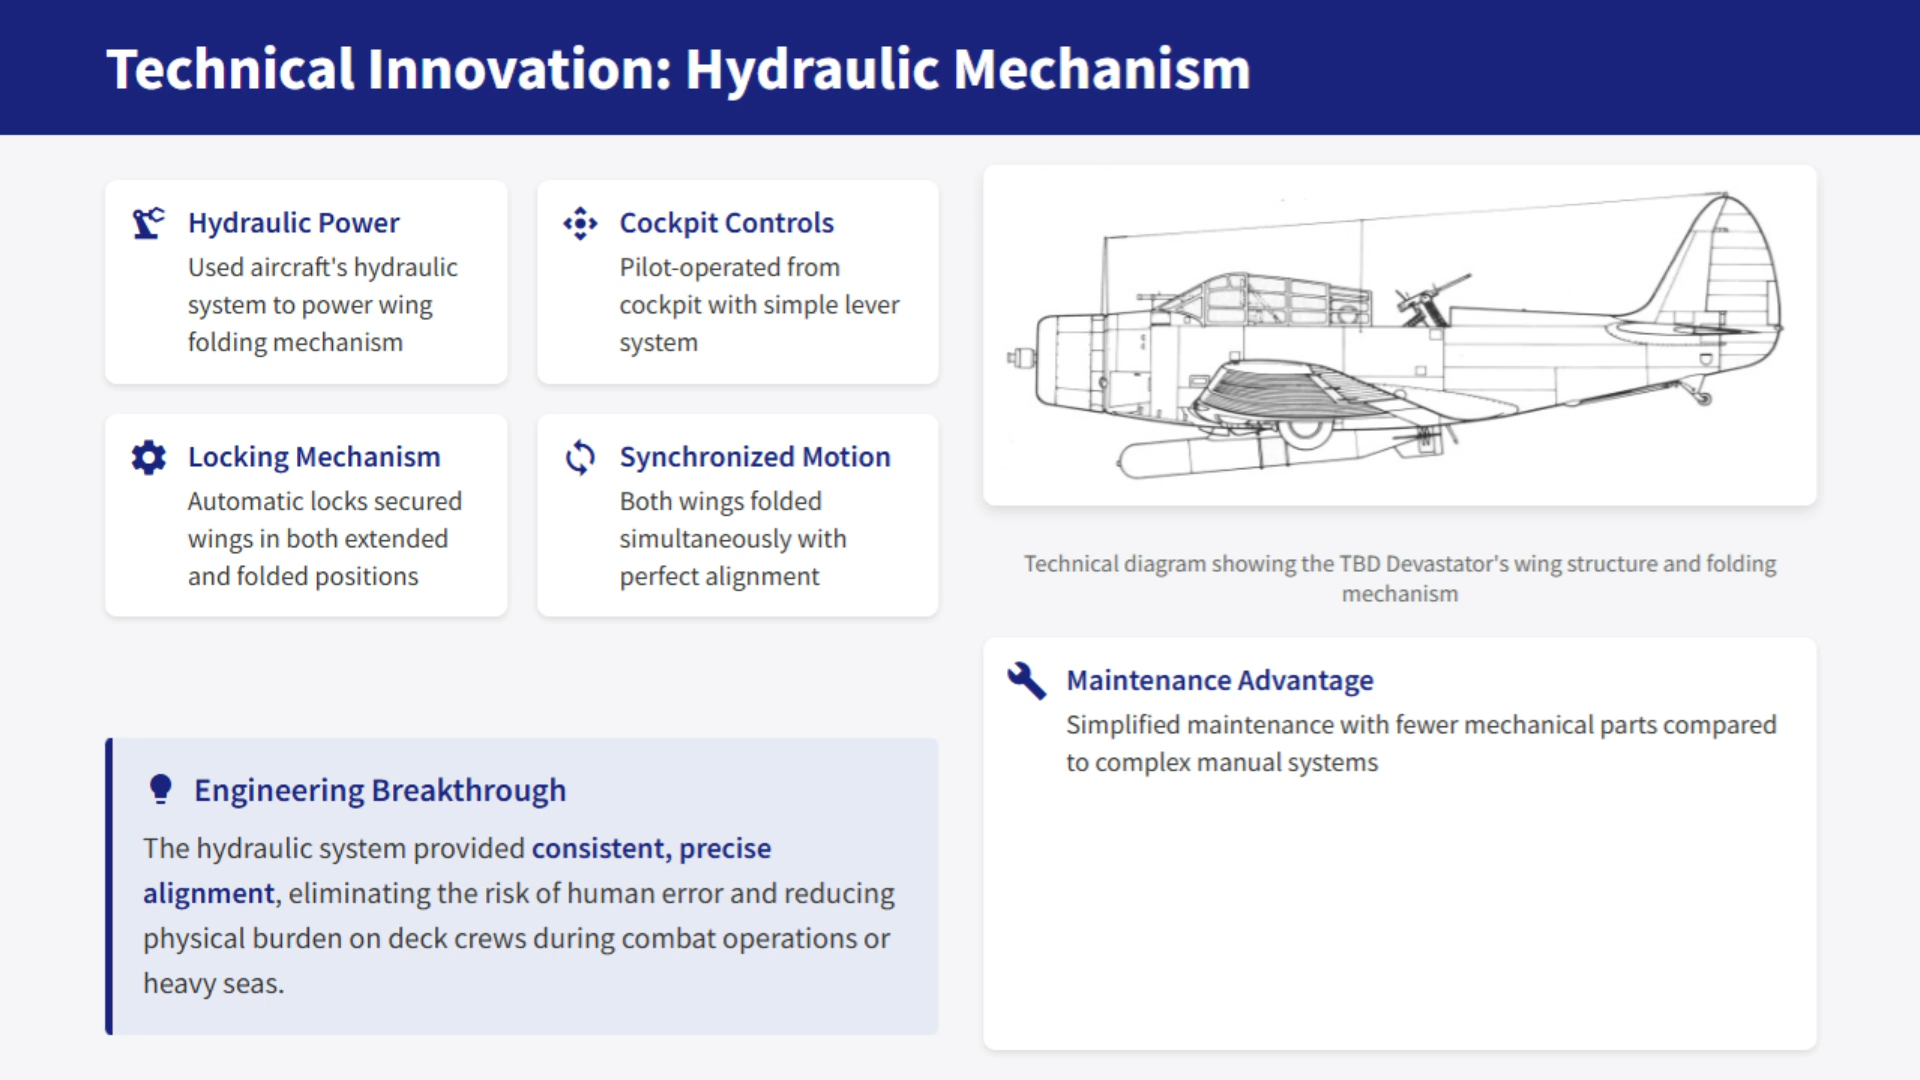 Technical Innovation: Hydraulic Mechanism
Hydraulic Power
Used aircraft's hydraulic
system to power wing
folding mechanism
Cockpit Controls
Pilot-operated from
cockpit with simple lever
system
Locking Mechanism
Automatic locks secured
wings in both extended
and folded positions
Synchronized Motion
Both wings folded
simultaneously with
perfect alignment
Engineering Breakthrough
The hydraulic system provided consistent, precise
alignment, eliminating the risk of human error and reducing
physical burden on deck crews during combat operations or
heavy seas.
Technical diagram showing the TBD Devastator's wing structure and folding
mechanism
Maintenance Advantage
Simplified maintenance with fewer mechanical parts compared
to complex manual systems